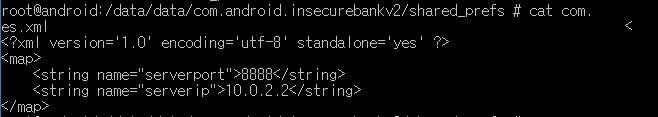 root@android:/data/data/com.android.insecurebankv2/shared_prefs # cat com.
es.xml <
<?xml version='1.0' encoding='utf-8' standalone='yes' ?>
<map>
    <string name="serverport">8888</string>
    <string name="serverip">10.0.2.2</string>
</map>